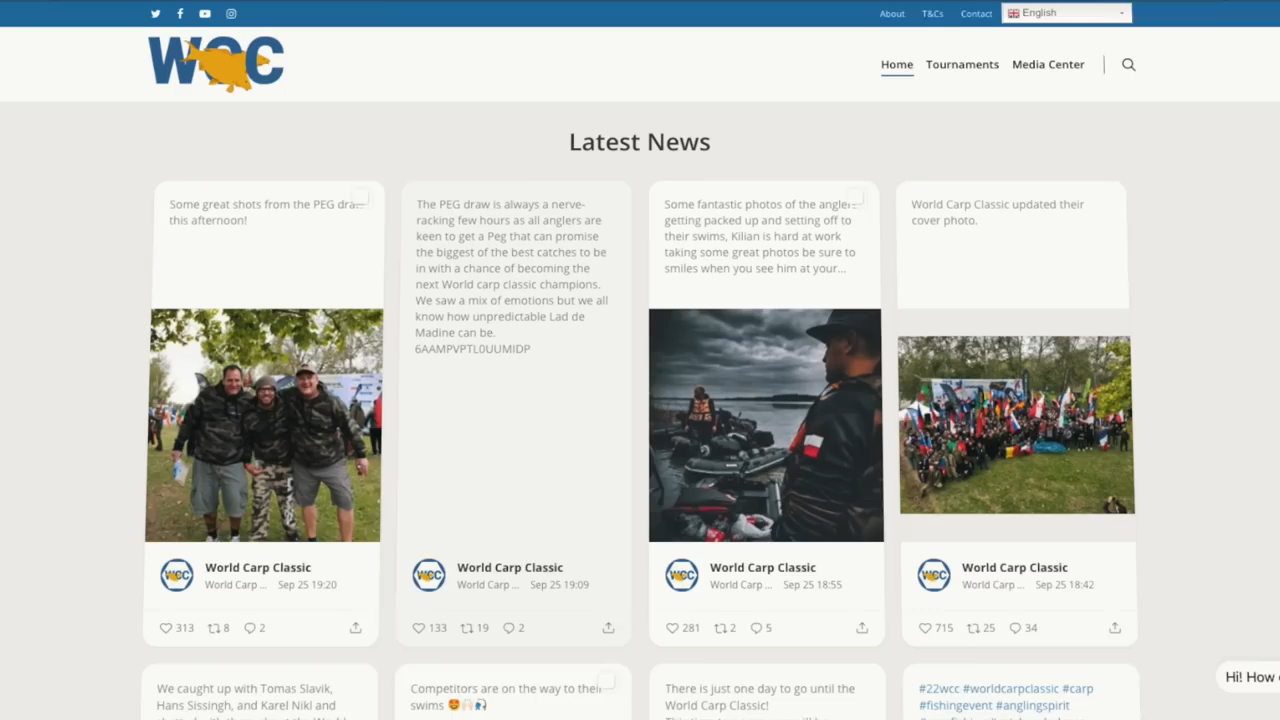 About T&Cs Contact English
WCC
Home Tournaments Media Center
Latest News
Some great shots from the PEG
this afternoon!
The PEG draw is always a nerve-
racking few hours as all anglers are
keen to get a Peg that can promise
the biggest of the best catches to be
in with a chance of becoming the
next World carp classic champions.
We saw a mix of emotions but we all
know how unpredictable Lad de
Madine can be.
6AAMPVPTL0UUMIDP
Some fantastic photos of the angler
getting packed up and setting off to
their swims, Kilian is hard at work
taking some great photos be sure to
smiles when you see him at your...
World Carp Classic updated their
cover photo.
World Carp Classic
World Carp ... Sep 25 19:20
313 8 2
World Carp Classic
World Carp ... Sep 25 19:09
133 19 2
World Carp Classic
World Carp ... Sep 25 18:55
281 2 5
World Carp Classic
World Carp ... Sep 25 18:42
715 25 34
We caught up with Tomas Slavik,
Hans Sissingh, and Karel Nikl and
Competitors are on the way to their
swims
There is just one day to go until the
World Carp Classic!
#22wcc #worldcarpclassic #carp
#fishingevent #anglingspirit
Hi! How